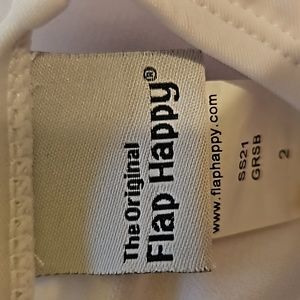 The Original
Flap Happy®
www.flaphappy.com
SS21
GRSB
2